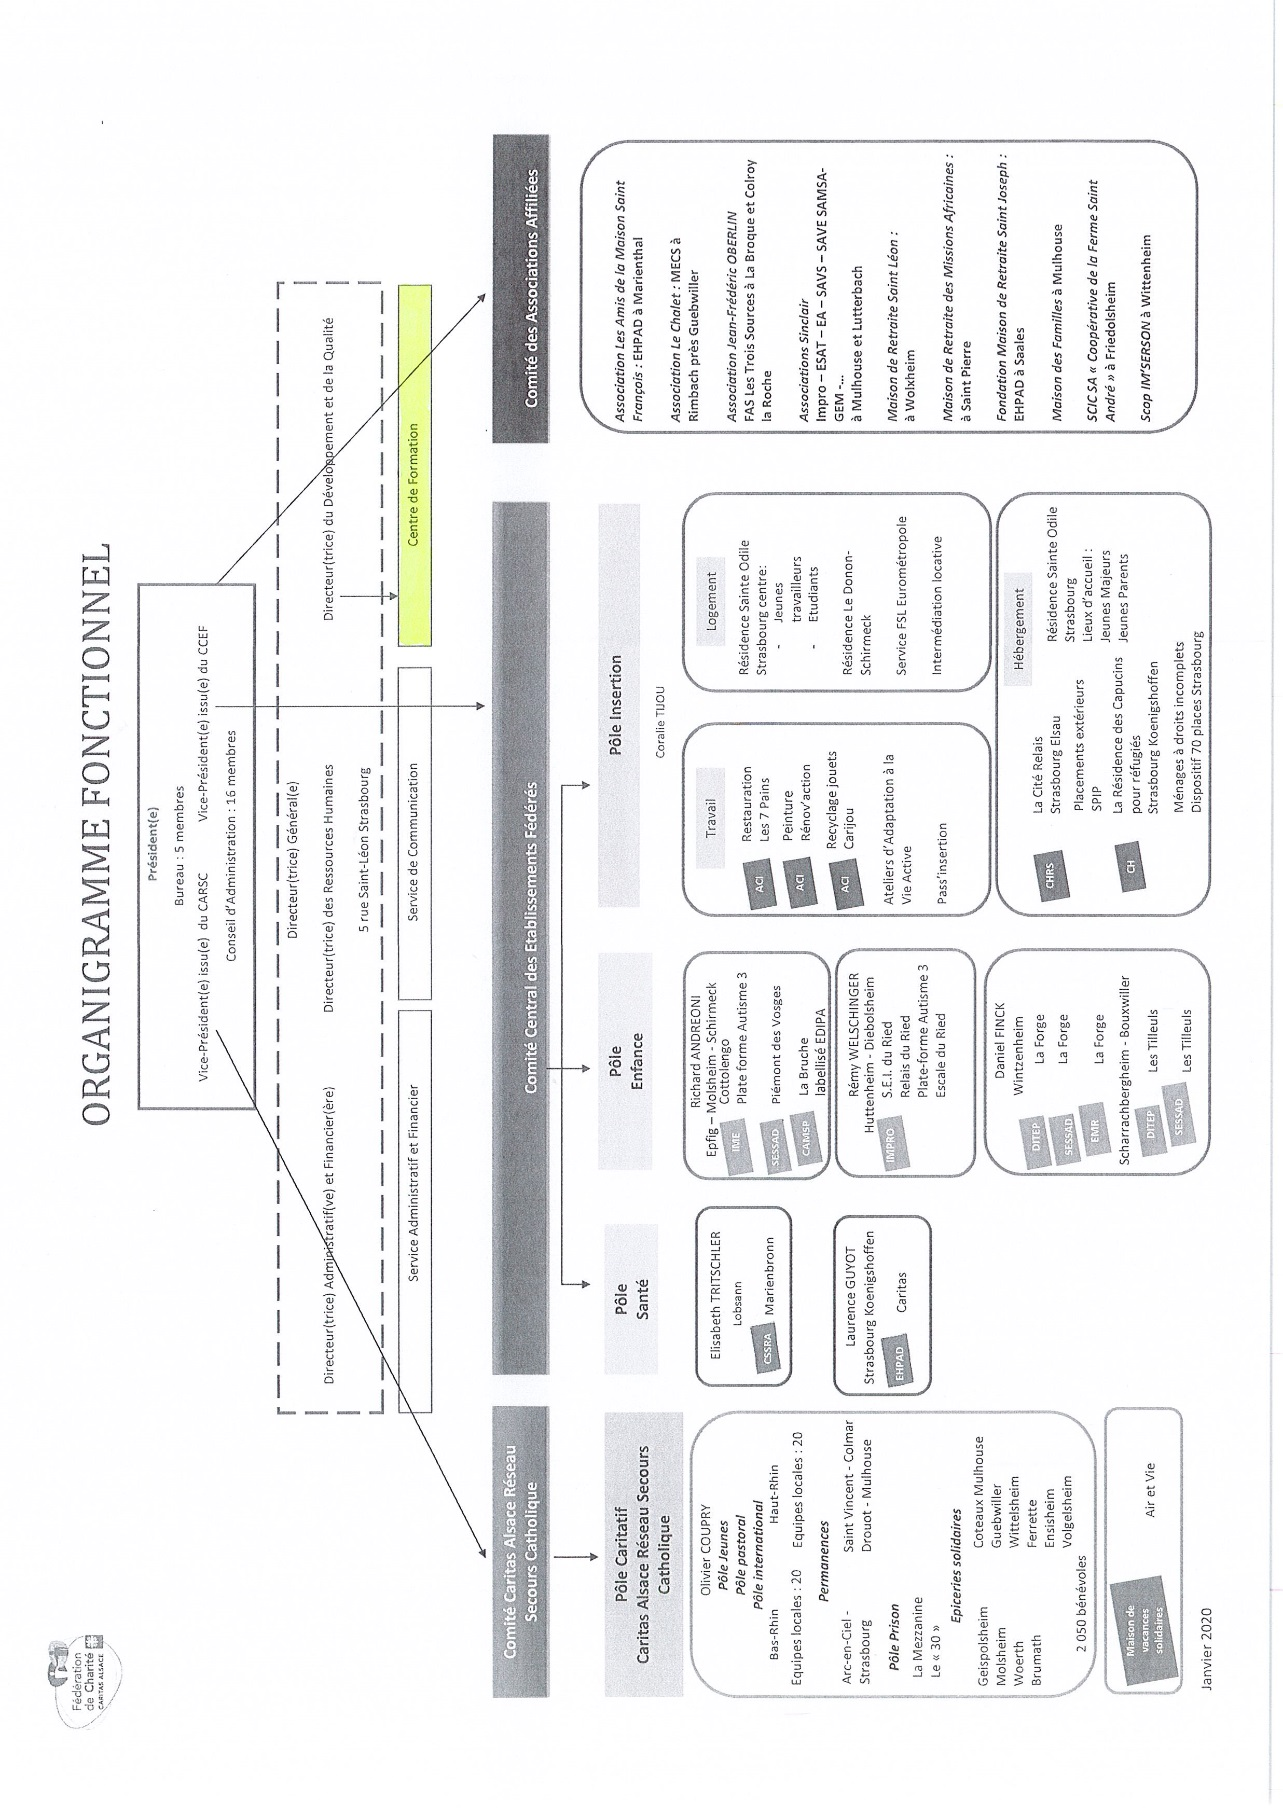 Fédération
de Charité
CARITAS ALSACE
ORGANIGRAMME FONCTIONNEL
Président(e)
Bureau : 5 membres
Vice-Président(e) issu(e) du CARSC Vice-Président(e) issu(e) du CCEF
Conseil d'Administration : 16 membres
Directeur(trice) Général(e)
Directeur(trice) Administratif(ve) et Financier(ère)
Directeur(trice) des Ressources Humaines
Directeur(trice) du Développement et de la Qualité
5 rue Saint-Léon Strasbourg
Service Administratif et Financier
Service de Communication
Centre de Formation
Comité Caritas Alsace Réseau
Secours Catholique
Pôle Caritatif
Caritas Alsace Réseau Secours
Catholique
Olivier COUPRY
Pôle Jeunes
Pôle pastoral
Pôle international
Bas-Rhin Haut-Rhin
Equipes locales : 20 Equipes locales : 20
Permanences
Arc-en-Ciel -
Strasbourg
Saint Vincent - Colmar
Drouot - Mulhouse
Pôle Prison
La Mezzanine
Le « 30 »
Epiceries solidaires
Geispolsheim
Molsheim
Woerth
Brumath
Coteaux Mulhouse
Guebwiller
Wittelsheim
Ferrette
Ensisheim
Volgelsheim
2 050 bénévoles
Maison de
vacances
solidaires
Air et Vie
Comité Central des Etablissements Fédérés
Pôle
Santé
Elisabeth TRITSCHLER
Lobsann
CSSRA
Marienbronn
Laurence GUYOT
Strasbourg Koenigshoffen
EHPAD
Caritas
Pôle
Enfance
Richard ANDREONI
Epfig – Molsheim - Schirmeck
Cottolengo
IME
Plate forme Autisme 3
SESSAD
Piémont des Vosges
CAMSP
La Bruche
labellisé EDIPA
Rémy WELSCHINGER
Huttenheim - Diebolsheim
IMPRO
S.E.I. du Ried
Relais du Ried
Plate-forme Autisme 3
Escale du Ried
Daniel FINCK
Wintzenheim
DITEP
La Forge
SESSAD
La Forge
EMR
La Forge
Scharrachbergheim - Bouxwiller
DITEP
Les Tilleuls
SESSAD
Les Tilleuls
Pôle Insertion
Coralie TIJOU
Travail
ACI
Restauration
Les 7 Pains
ACI
Peinture
Rénov'action
ACI
Recyclage jouets
Carijou
Ateliers d'Adaptation à la
Vie Active
Pass'insertion
Logement
Résidence Sainte Odile
Strasbourg centre:
- Jeunes
travailleurs
- Etudiants
Résidence Le Donon-
Schirmeck
Service FSL Eurométropole
Intermédiation locative
Hébergement
CHRS
La Cité Relais
Strasbourg Elsau
Placements extérieurs
SPIP
CH
La Résidence des Capucins
pour réfugiés
Strasbourg Koenigshoffen
Résidence Sainte Odile
Strasbourg
Lieux d'accueil :
Jeunes Majeurs
Jeunes Parents
Ménages à droits incomplets
Dispositif 70 places Strasbourg
Comité des Associations Affiliées
Association Les Amis de la Maison Saint
François : EHPAD à Marienthal
Association Le Chalet : MECS à
Rimbach près Guebwiller
Association Jean-Frédéric OBERLIN
FAS Les Trois Sources à La Broque et Colroy
la Roche
Associations Sinclair
Impro – ESAT – EA – SAVS – SAVE SAMSA-
GEM -...
à Mulhouse et Lutterbach
Maison de Retraite Saint Léon :
à Wolxheim
Maison de Retraite des Missions Africaines :
à Saint Pierre
Fondation Maison de Retraite Saint Joseph :
EHPAD à Saales
Maison des Familles à Mulhouse
SCIC SA « Coopérative de la Ferme Saint
André » à Friedolsheim
Scop IM'SERSON à Wittenheim
Janvier 2020